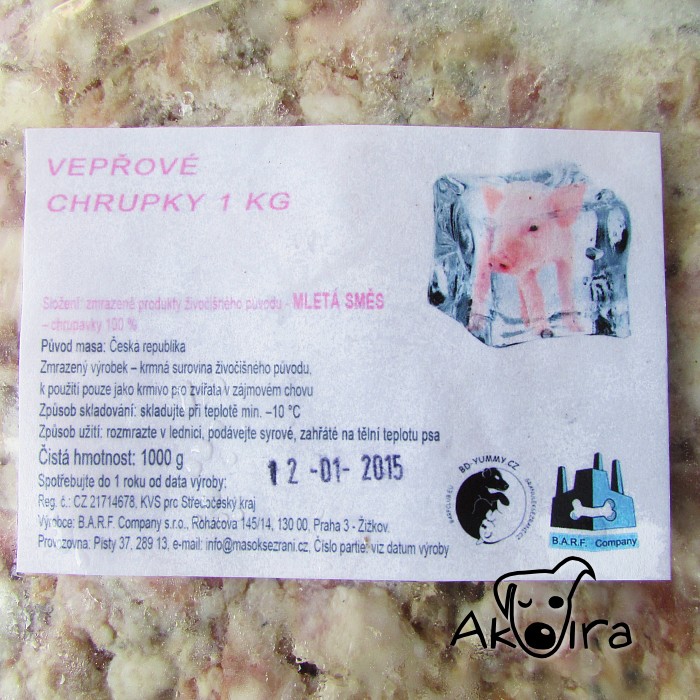 VEPŘOVÉ
CHRUPKY 1 KG
Složení: zmrazené produkty živočišného původu - MLETÁ SMĚS
– chrupavky 100 %
Původ masa: Česká republika
Zmrazený výrobek – krmná surovina živočišného původu,
k použití pouze jako krmivo pro zvířata v zájmovém chovu
Způsob skladování: skladujte při teplotě min. –10 °C
Způsob užití: rozmrazte v lednici, podávejte syrové, zahřáté na tělní teplotu psa
Čistá hmotnost: 1000 g
12 -01- 2015
Spotřebujte do 1 roku od data výroby:
Reg. č.: CZ 21714678, KVS pro Středočeský kraj
Výrobce: B.A.R.F. Company s.r.o., Roháčova 145/14, 130 00, Praha 3 - Žižkov.
Provozovna: Písty 37, 289 13, e-mail: info@masoksezrani.cz, Číslo partie: viz datum výroby
BD-YUMMY.CZ
B.A.R.F. Company
Akoira